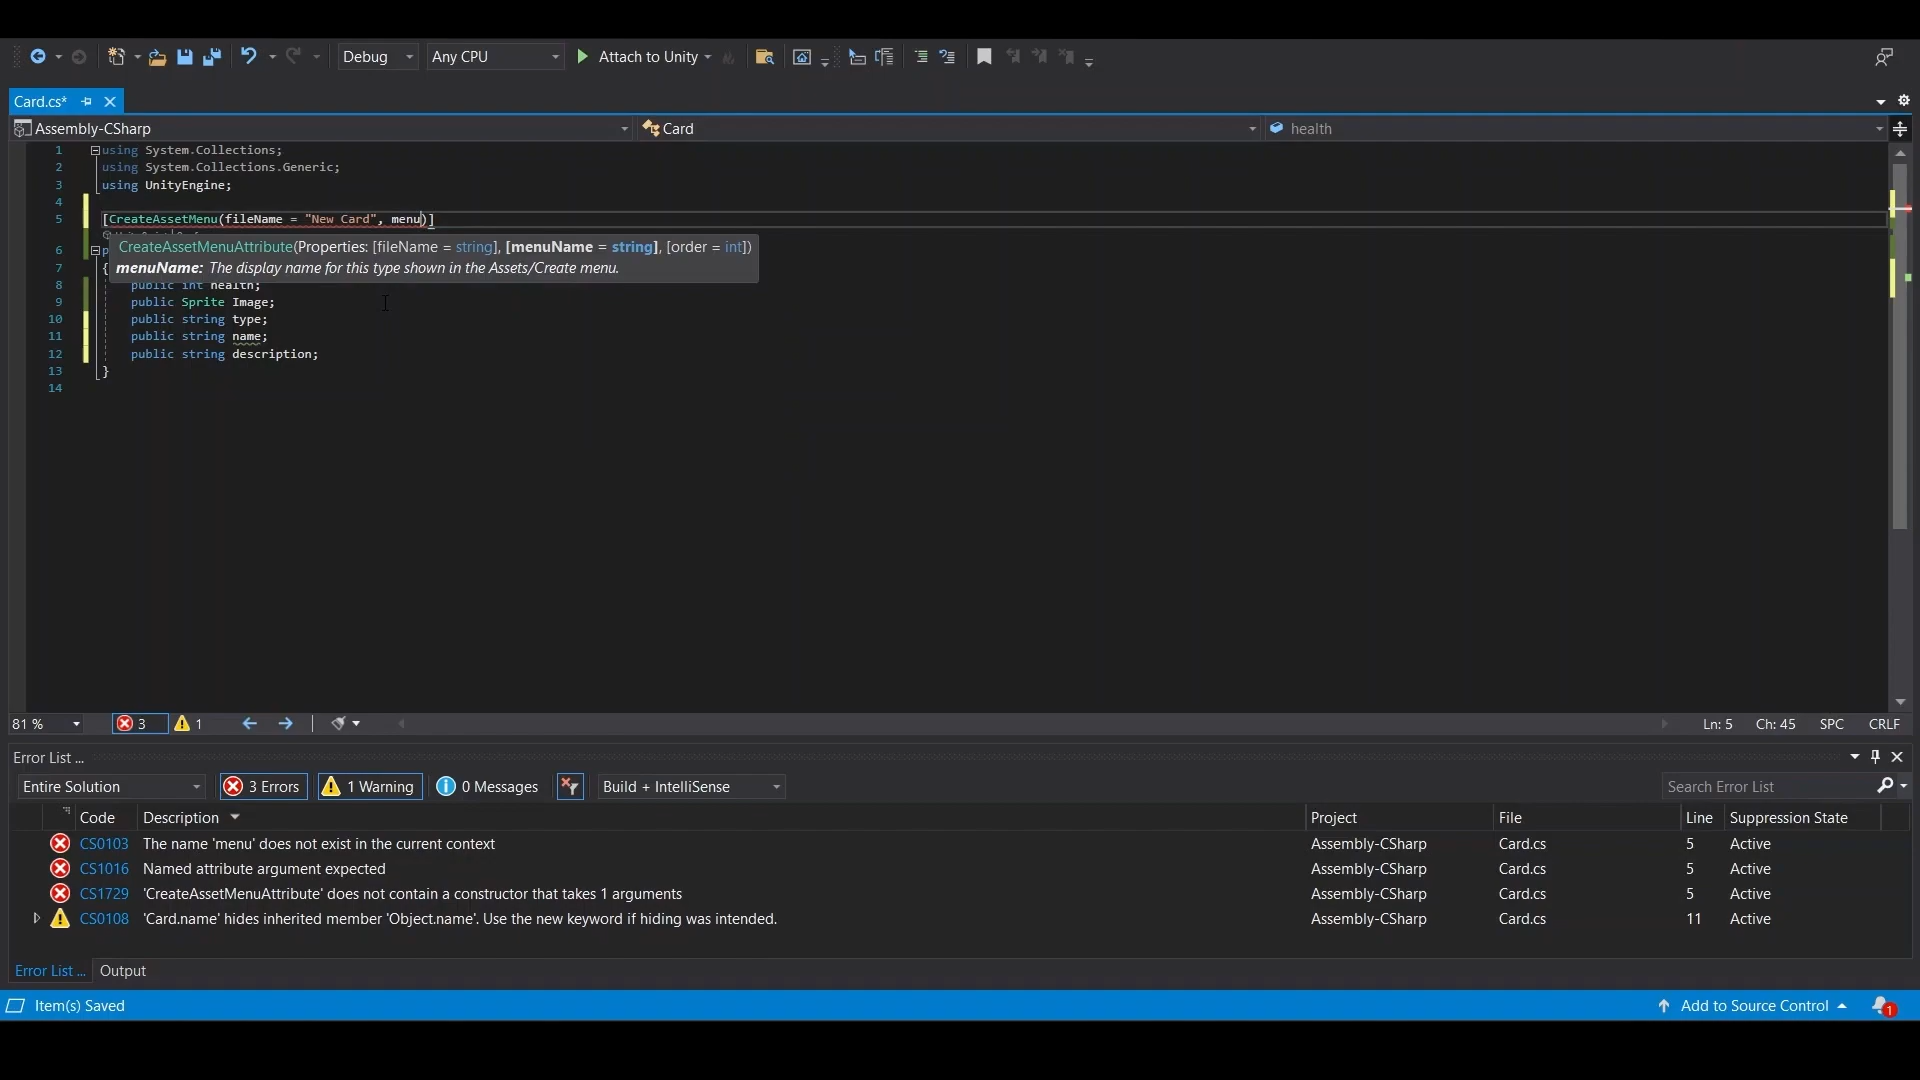 Debug Any CPU Attach to Unity
Card.cs*
Assembly-CSharp Card health
1 using System.Collections;
2 using System.Collections.Generic;
3 using UnityEngine;
4
5 [CreateAssetMenu(fileName = "New Card", menu)]
CreateAssetMenuAttribute(Properties: [fileName = string], [menuName = string], [order = int])
menuName: The display name for this type shown in the Assets/Create menu.
6 p
7 {
8 public int health;
9 public Sprite Image;
10 public string type;
11 public string name;
12 public string description;
13 }
14
81 % 3 1 Ln: 5 Ch: 45 SPC CRLF
Error List ...
Entire Solution 3 Errors 1 Warning 0 Messages Build + IntelliSense Search Error List
Code Description Project File Line Suppression State
CS0103 The name 'menu' does not exist in the current context Assembly-CSharp Card.cs 5 Active
CS1016 Named attribute argument expected Assembly-CSharp Card.cs 5 Active
CS1729 'CreateAssetMenuAttribute' does not contain a constructor that takes 1 arguments Assembly-CSharp Card.cs 5 Active
CS0108 'Card.name' hides inherited member 'Object.name'. Use the new keyword if hiding was intended. Assembly-CSharp Card.cs 11 Active
Error List ... Output
Item(s) Saved Add to Source Control 1